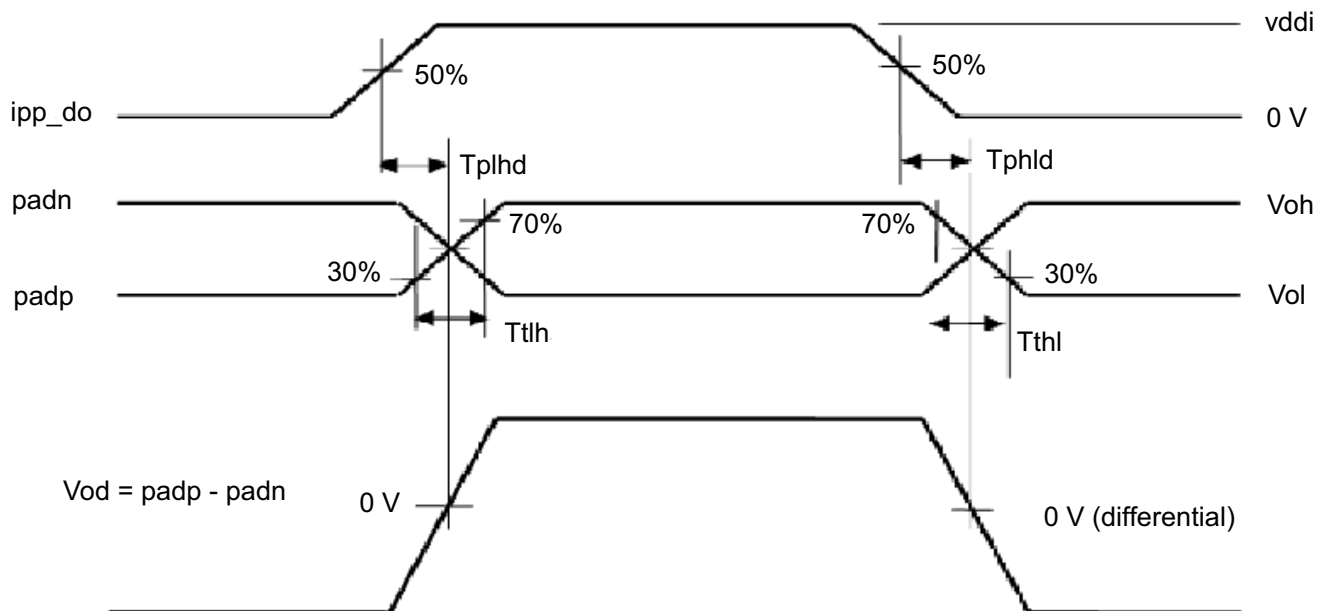 vddi
50%
50%
ipp_do
0 V
Tplhd
Tphld
padn
Voh
70%
70%
30%
30%
padp
Vol
Ttlh
Tthl
Vod = padp - padn
0 V
0 V (differential)